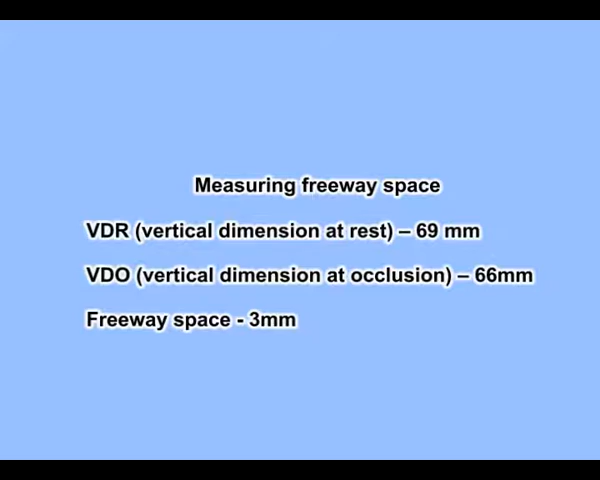 Measuring freeway space
VDR (vertical dimension at rest) – 69 mm
VDO (vertical dimension at occlusion) – 66mm
Freeway space - 3mm